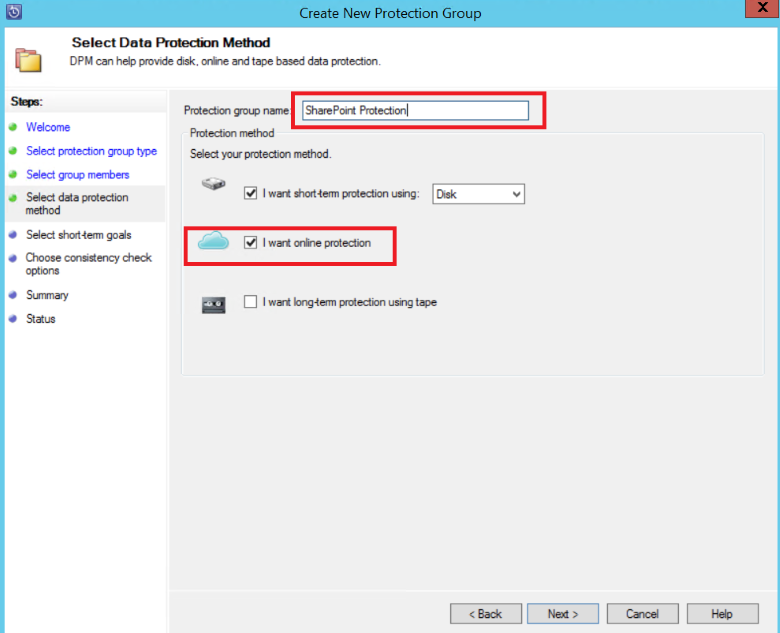 Create New Protection Group
X
Select Data Protection Method
DPM can help provide disk, online and tape based data protection.
Steps:
Welcome
Select protection group type
Select group members
Select data protection
method
Select short-term goals
Choose consistency check
options
Summary
Status
Protection group name: SharePoint Protection
Protection method
Select your protection method.
I want short-term protection using: Disk
I want online protection
I want long-term protection using tape
< Back Next > Cancel Help